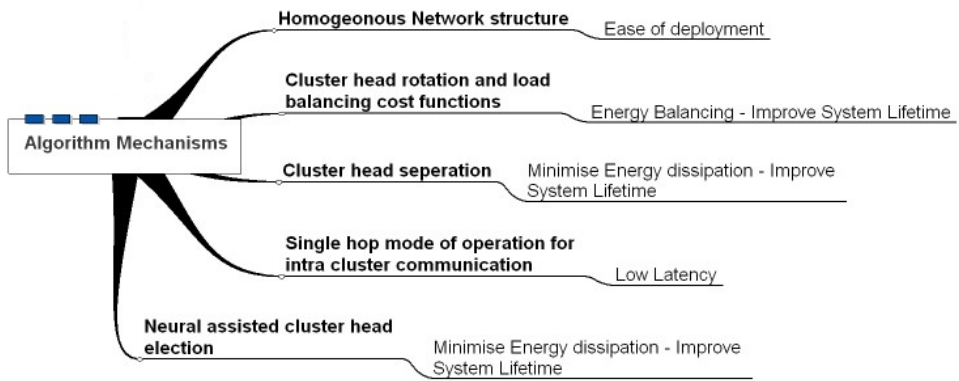 Homogeonous Network structure
Ease of deployment
Cluster head rotation and load
balancing cost functions
Energy Balancing - Improve System Lifetime
Algorithm Mechanisms
Cluster head seperation
Minimise Energy dissipation - Improve
System Lifetime
Single hop mode of operation for
intra cluster communication
Low Latency
Neural assisted cluster head
election
Minimise Energy dissipation - Improve
System Lifetime